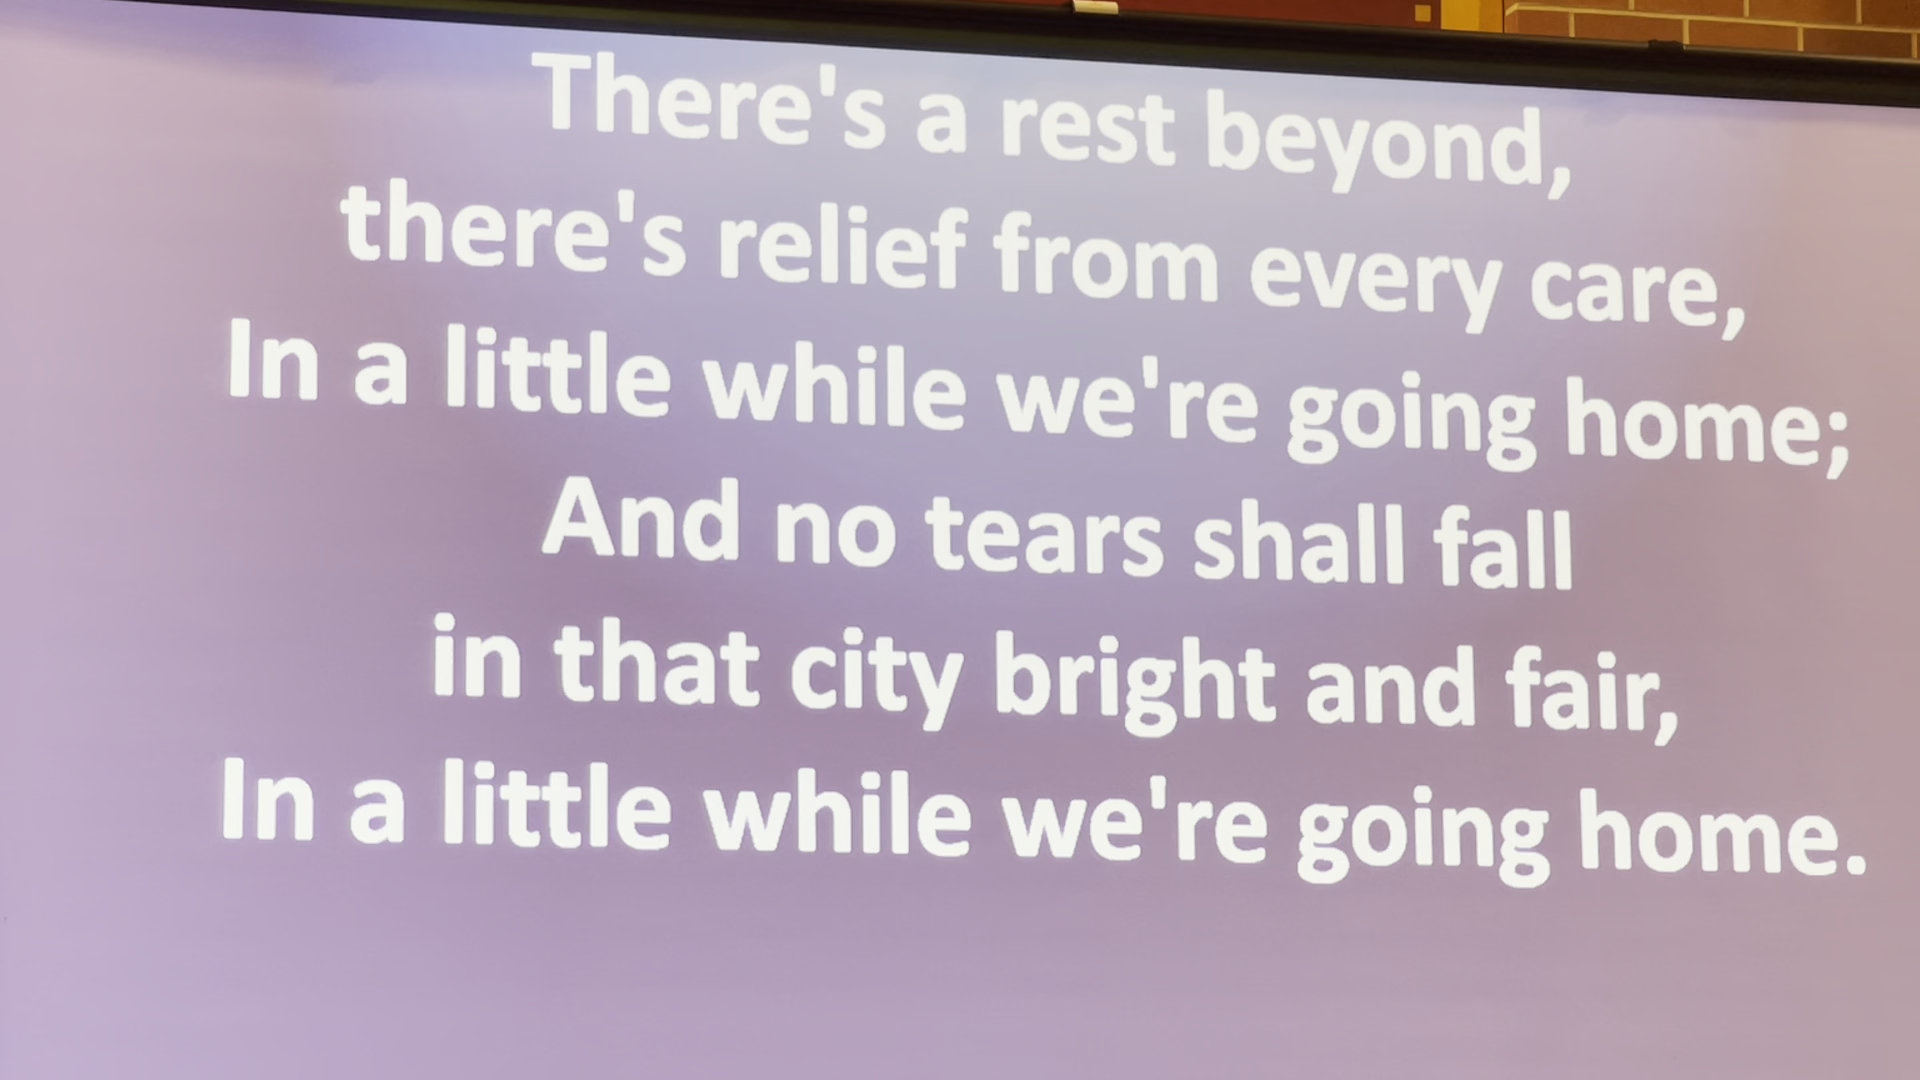 There's a rest beyond,
there's relief from every care,
In a little while we're going home;
And no tears shall fall
in that city bright and fair,
In a little while we're going home.